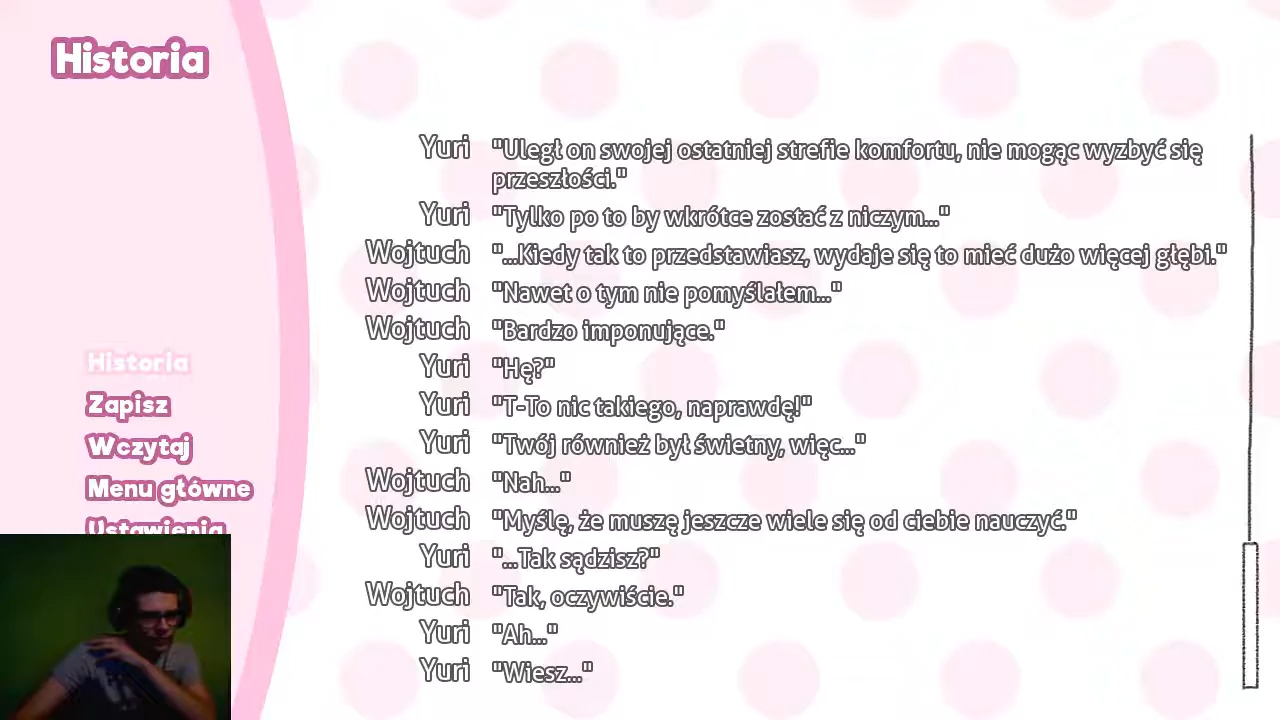 Historia
Yuri "Uległ on swojej ostatniej strefie komfortu, nie mogąc wyzbyć się
przeszłości."
Yuri "Tylko po to by wkrótce zostać z niczym..."
Wojtuch "...Kiedy tak to przedstawiasz, wydaje się to mieć dużo więcej głębi."
Wojtuch "Nawet o tym nie pomyślałem..."
Wojtuch "Bardzo imponujące."
Yuri "Hę?"
Yuri "T-To nic takiego, naprawdę!"
Yuri "Twój również był świetny, więc..."
Wojtuch "Nah..."
Wojtuch "Myślę, że muszę jeszcze wiele się od ciebie nauczyć."
Yuri "...Tak sądzisz?"
Wojtuch "Tak, oczywiście."
Yuri "Ah..."
Yuri "Wiesz..."
Historia
Zapisz
Wczytaj
Menu główne
Ustawienia